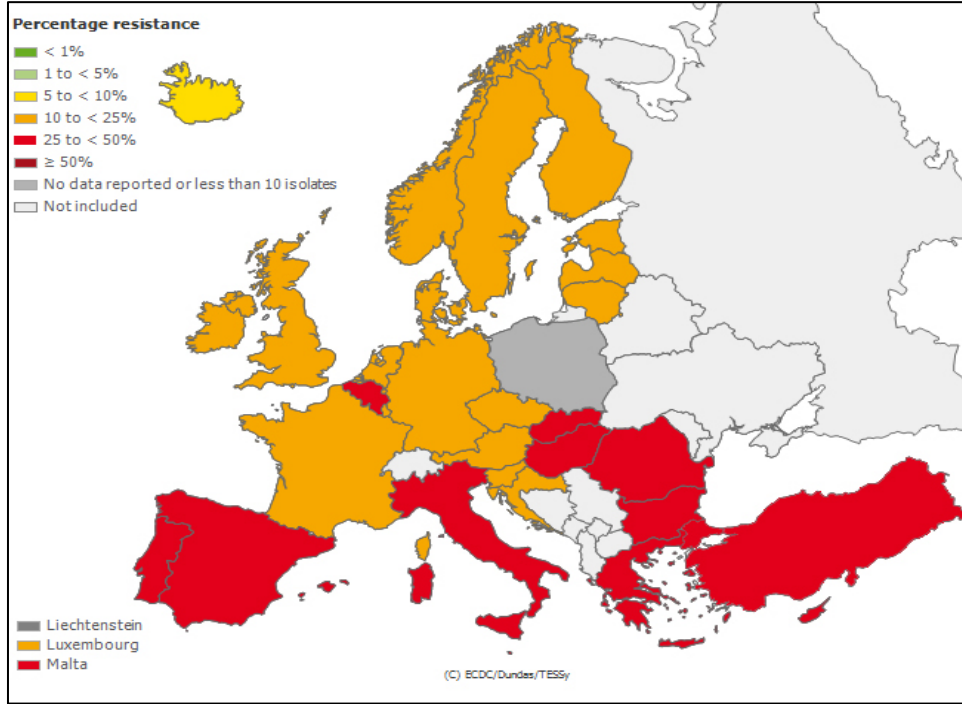 Percentage resistance
< 1%
1 to < 5%
5 to < 10%
10 to < 25%
25 to < 50%
≥ 50%
No data reported or less than 10 isolates
Not included
Liechtenstein
Luxembourg
Malta
(C) ECDC/Dundas/TESSy